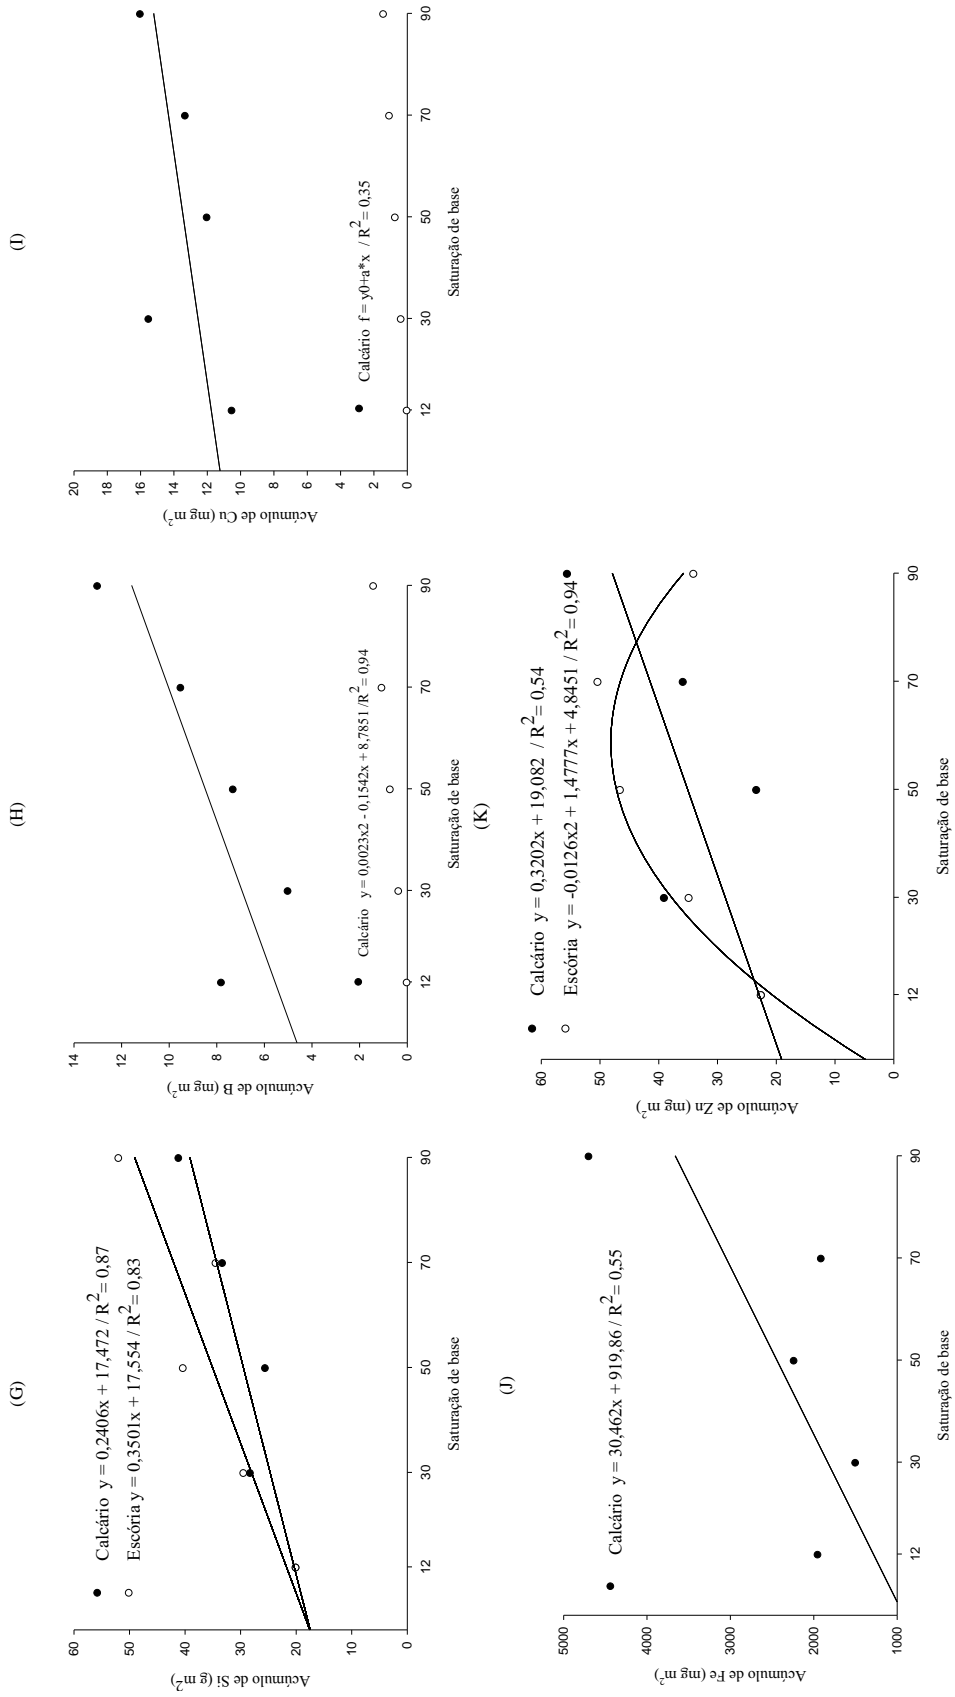 (G)
Calcário y = 0,2406x + 17,472 / R2 = 0,87
Escória y = 0,3501x + 17,554 / R2 = 0,83
Acúmulo de Si (g m2)
60
50
40
30
20
10
0
12
30
50
70
90
Saturação de base
(H)
Calcário y = 0,0023x2 - 0,1542x + 8,7851 /R2 = 0,94
Acúmulo de B (mg m2)
14
12
10
8
6
4
2
0
12
30
50
70
90
Saturação de base
(I)
Calcário f = y0+a*x / R2 = 0,35
Acúmulo de Cu (mg m2)
20
18
16
14
12
10
8
6
4
2
0
12
30
50
70
90
Saturação de base
(J)
Calcário y = 30,462x + 919,86 / R2 = 0,55
Acúmulo de Fe (mg m2)
5000
4000
3000
2000
1000
12
30
50
70
90
Saturação de base
(K)
Calcário y = 0,3202x + 19,082 / R2 = 0,54
Escória y = -0,0126x2 + 1,4777x + 4,8451 / R2 = 0,94
Acúmulo de Zn (mg m2)
60
50
40
30
20
10
0
12
30
50
70
90
Saturação de base